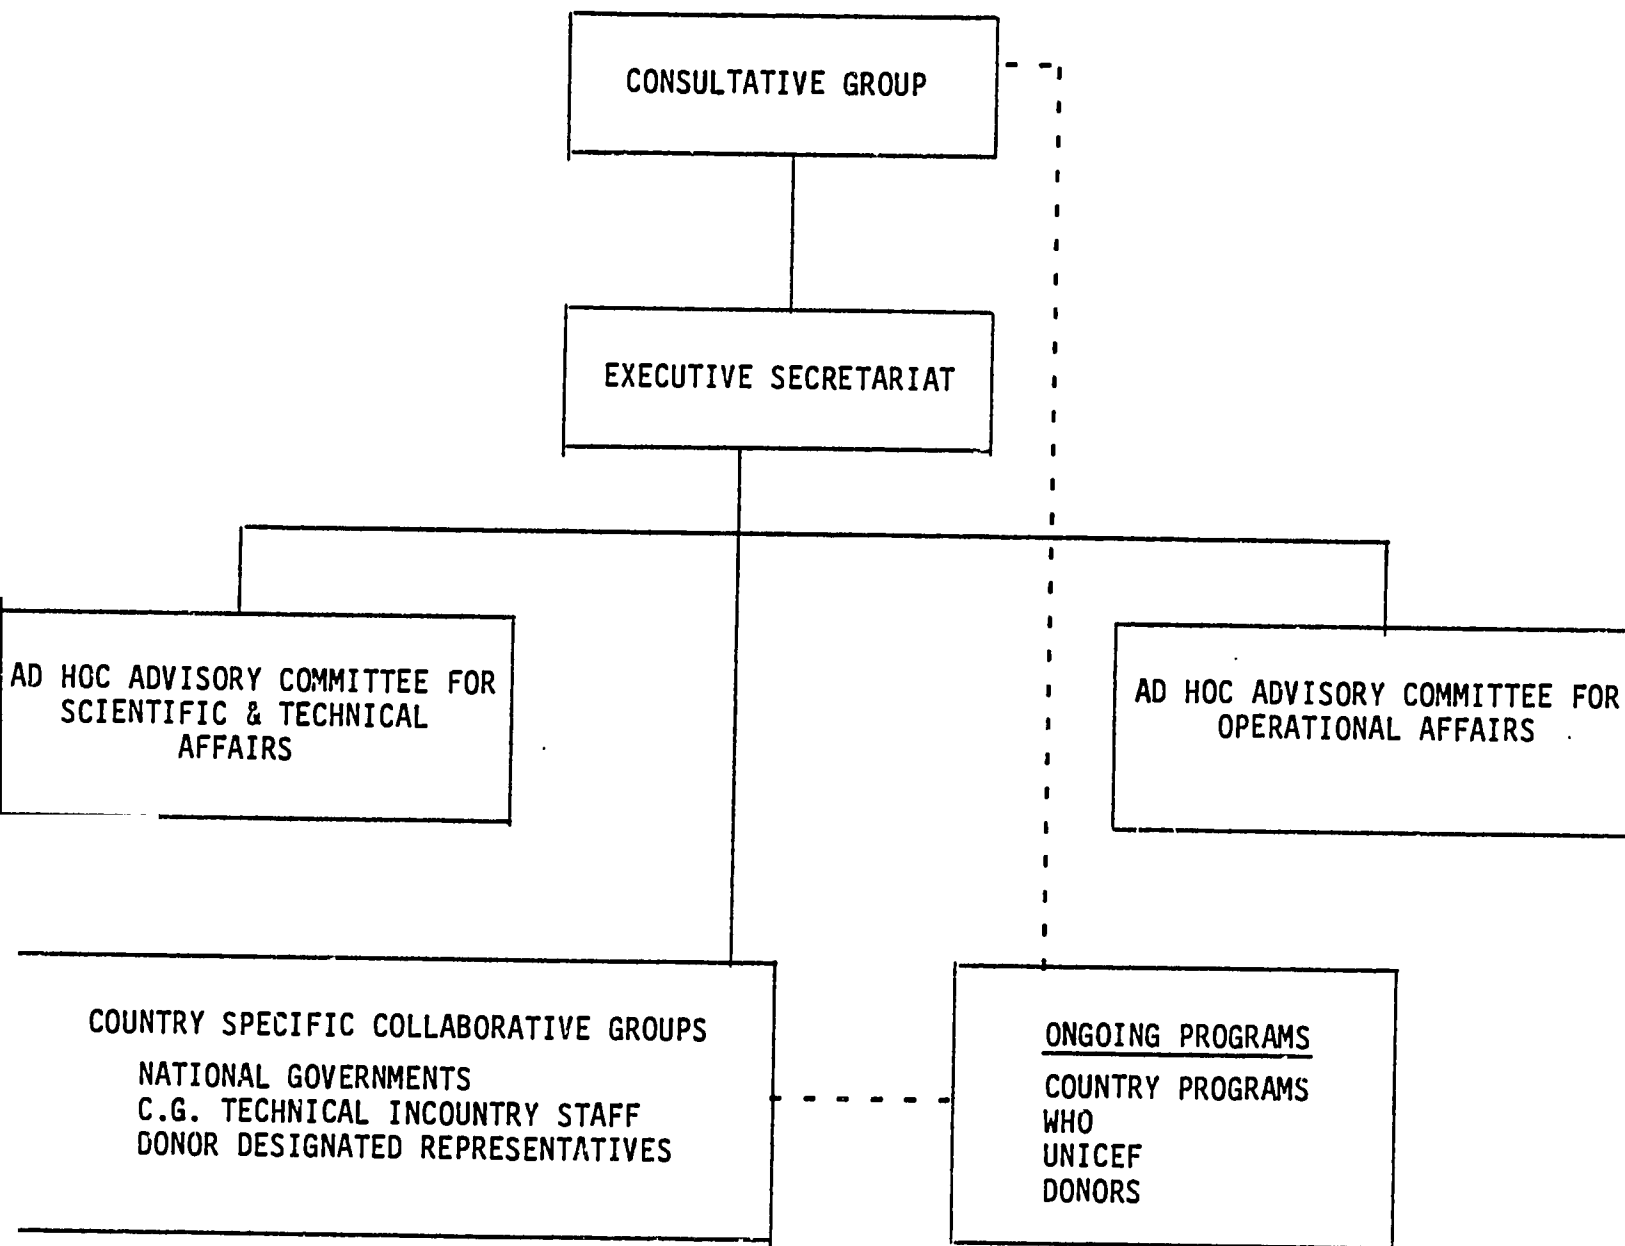 CONSULTATIVE GROUP
EXECUTIVE SECRETARIAT
AD HOC ADVISORY COMMITTEE FOR
SCIENTIFIC & TECHNICAL
AFFAIRS
AD HOC ADVISORY COMMITTEE FOR
OPERATIONAL AFFAIRS
COUNTRY SPECIFIC COLLABORATIVE GROUPS
NATIONAL GOVERNMENTS
C.G. TECHNICAL INCOUNTRY STAFF
DONOR DESIGNATED REPRESENTATIVES
ONGOING PROGRAMS
COUNTRY PROGRAMS
WHO
UNICEF
DONORS